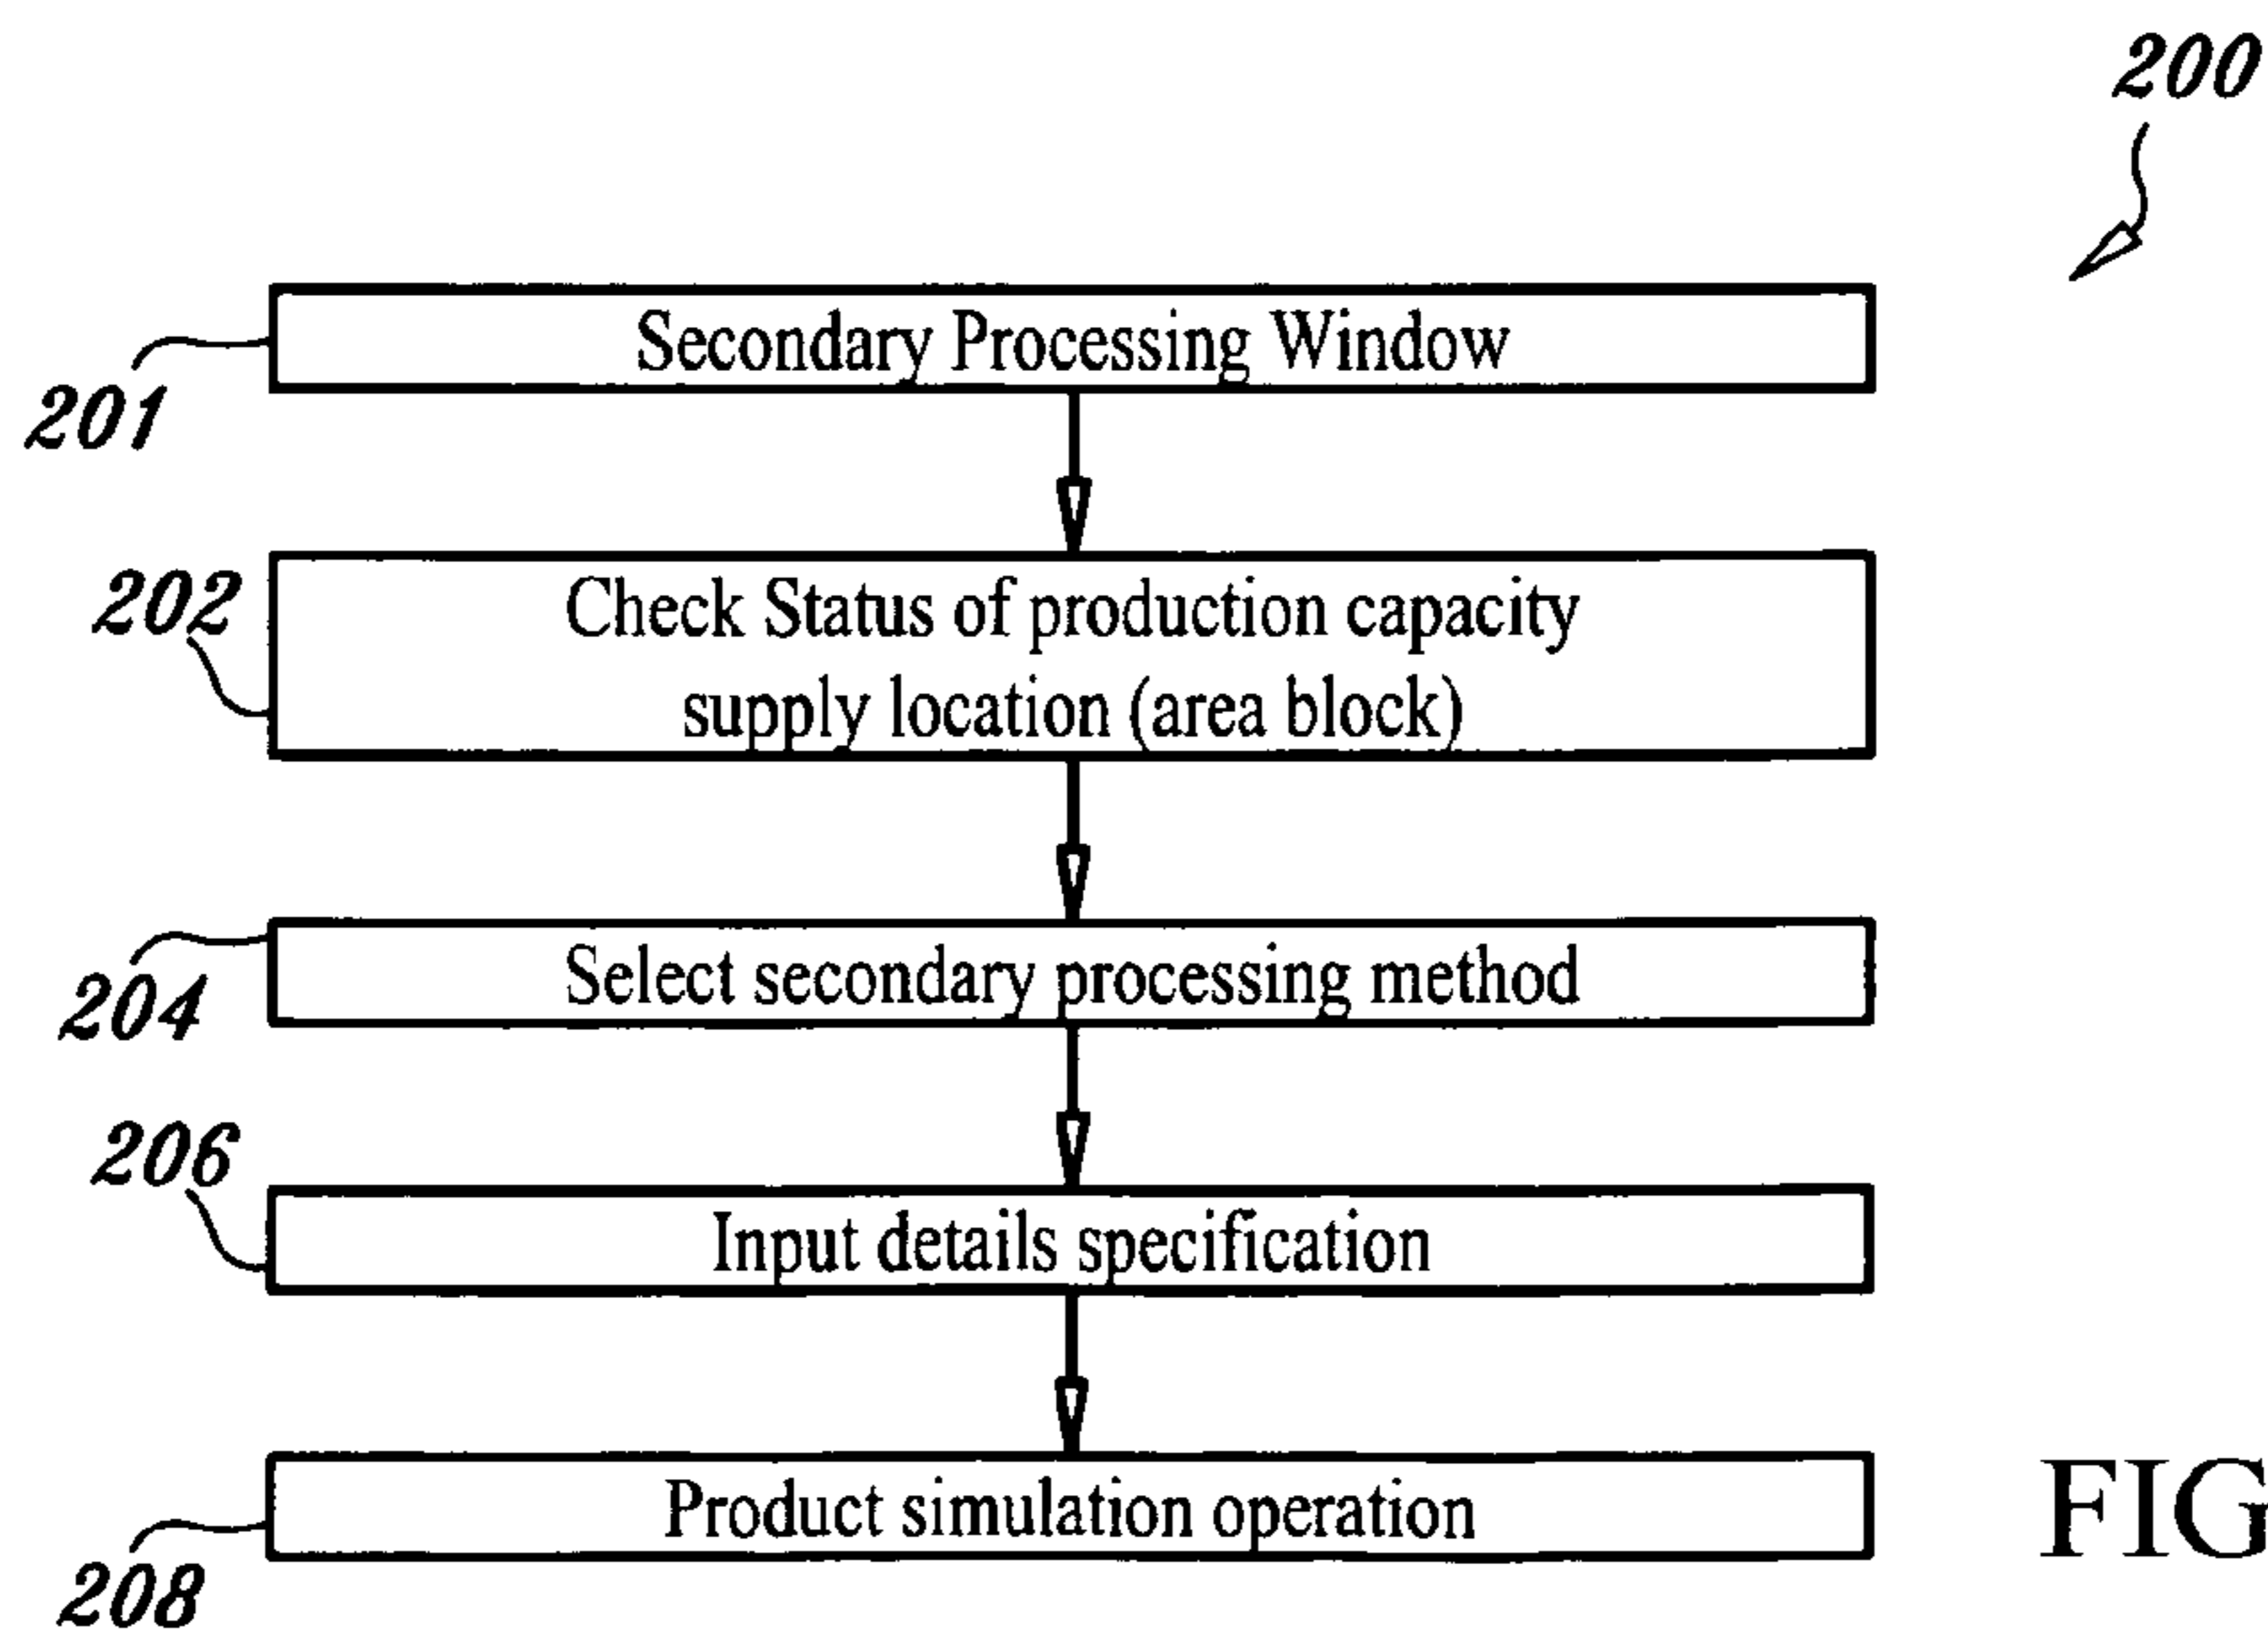 200
Secondary Processing Window
201
Check Status of production capacity
supply location (area block)
202
Select secondary processing method
204
Input details specification
206
Product simulation operation
208
FIG